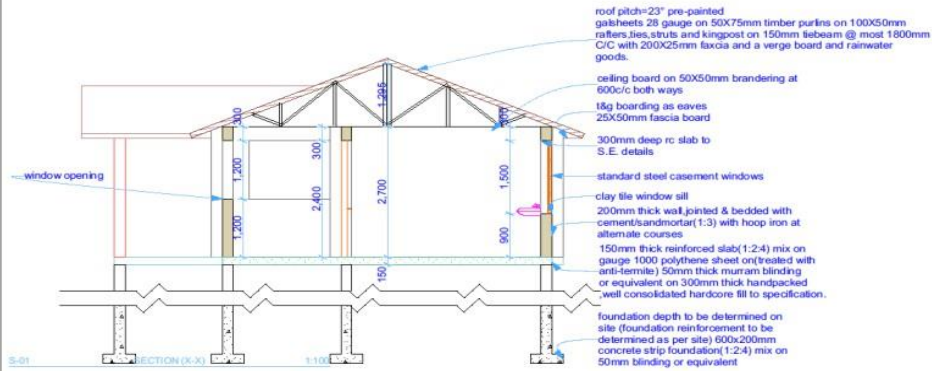 roof pitch=23° pre-painted
galsheets 28 gauge on 50X75mm timber purlins on 100X50mm
rafters,ties,struts and kingpost on 150mm tiebeam @ most 1800mm
C/C with 200X25mm faxcia and a verge board and rainwater
goods.
ceiling board on 50X50mm brandering at
600c/c both ways
t&g boarding as eaves
25X50mm fascia board
300mm deep rc slab to
S.E. details
standard steel casement windows
clay tile window sill
200mm thick wall,jointed & bedded with
cement/sandmortar(1:3) with hoop iron at
alternate courses
150mm thick reinforced slab(1:2:4) mix on
gauge 1000 polythene sheet on(treated with
anti-termite) 50mm thick murram blinding
or equivalent on 300mm thick handpacked
,well consolidated hardcore fill to specification.
foundation depth to be determined on
site (foundation reinforcement to be
determined as per site) 600x200mm
concrete strip foundation(1:2:4) mix on
50mm blinding or equivalent
window opening
300
1,200
1,200
300
2,400
1,295
2,700
150
300
1,500
900
S-01
SECTION (X-X)
1:100